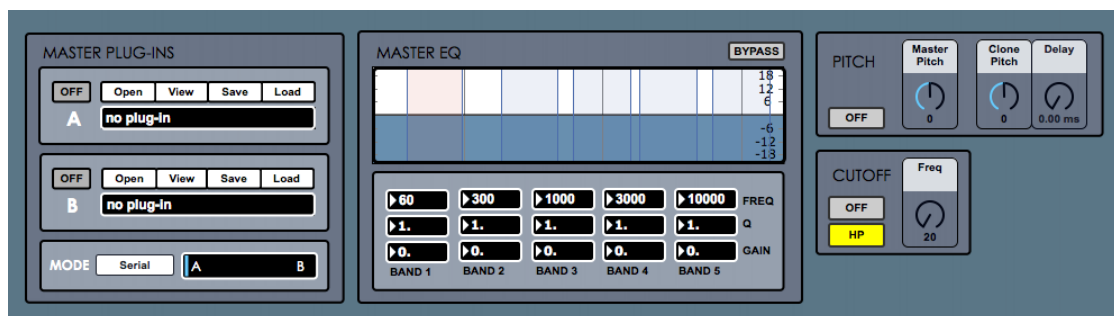 MASTER PLUG-INS
OFF Open View Save Load
A no plug-in
OFF Open View Save Load
B no plug-in
MODE Serial A B
MASTER EQ BYPASS
18
12
6
-6
-12
-18
60 300 1000 3000 10000 FREQ
1. 1. 1. 1. 1. Q
0. 0. 0. 0. 0. GAIN
BAND 1 BAND 2 BAND 3 BAND 4 BAND 5
PITCH
OFF
Master
Pitch
0
Clone
Pitch
0
Delay
0.00 ms
CUTOFF
OFF
HP
Freq
20